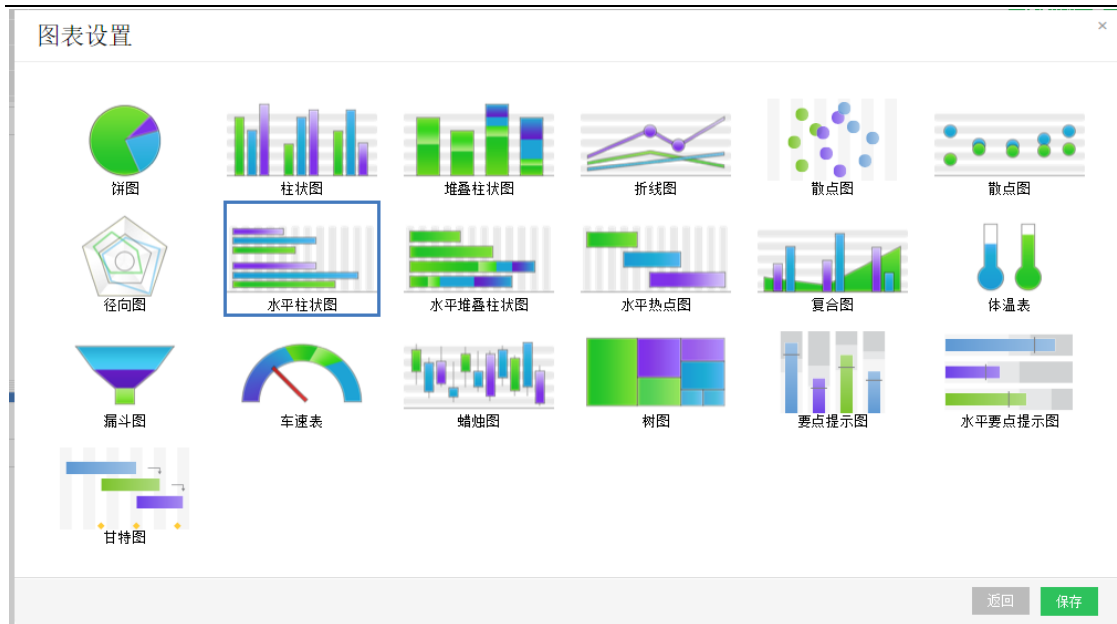 图表设置
×
饼图
柱状图
堆叠柱状图
折线图
散点图
散点图
径向图
水平柱状图
水平堆叠柱状图
水平热点图
复合图
体温表
漏斗图
车速表
蜡烛图
树图
要点提示图
水平要点提示图
甘特图
返回
保存